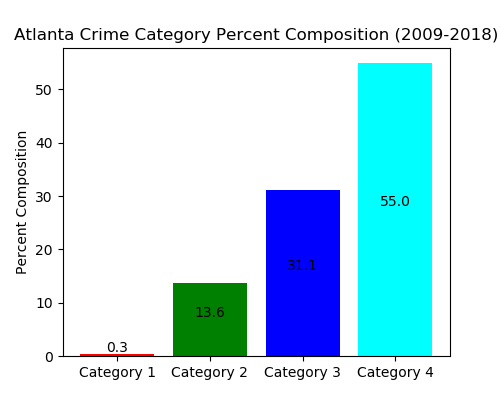 Atlanta Crime Category Percent Composition (2009-2018)
Percent Composition
50
40
30
20
10
0
0.3
13.6
31.1
55.0
Category 1
Category 2
Category 3
Category 4